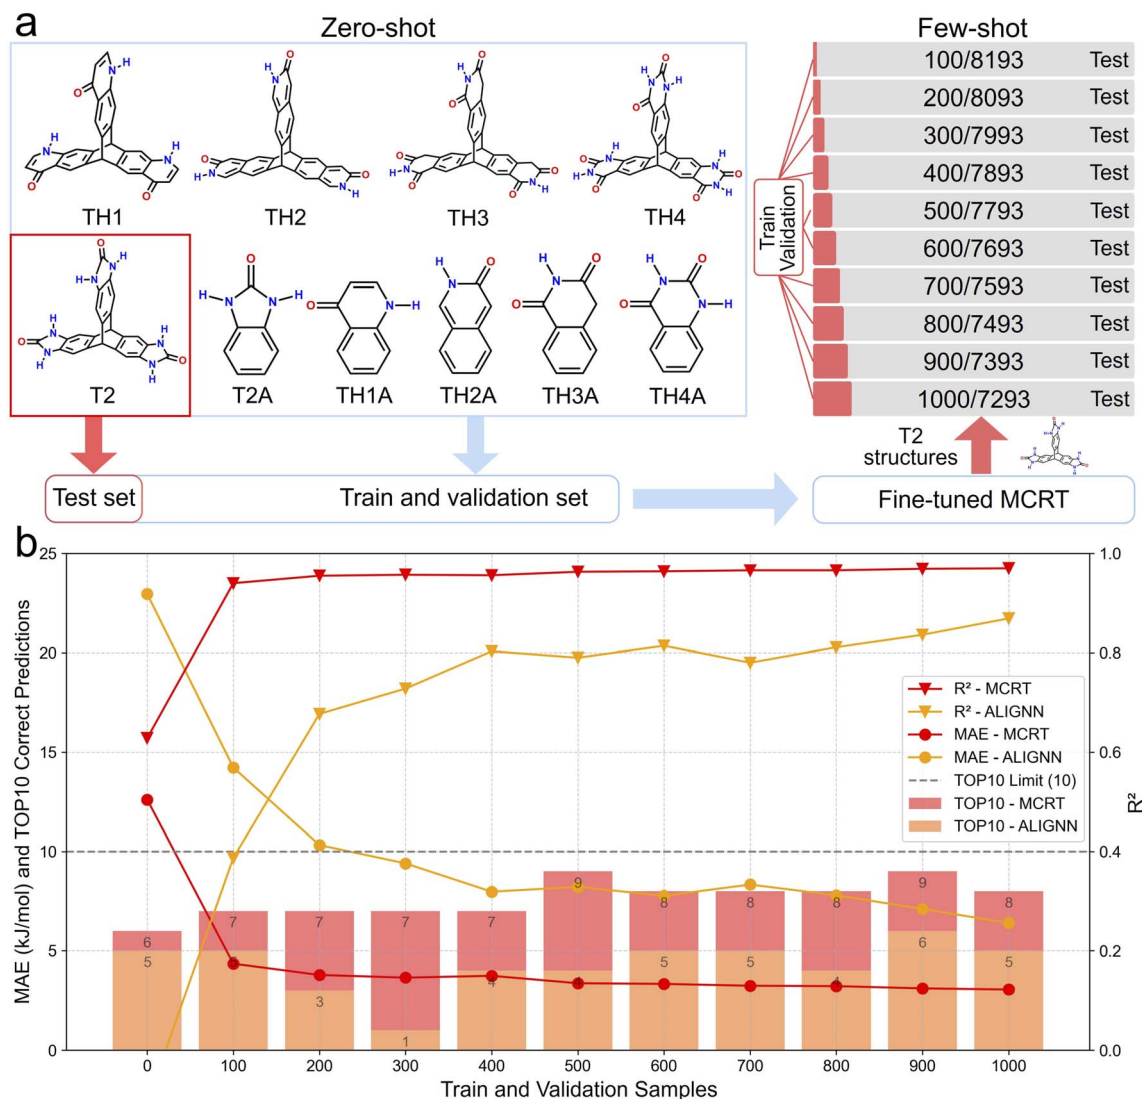 a
Zero-shot
Few-shot
TH1
TH2
TH3
TH4
T2
T2A
TH1A
TH2A
TH3A
TH4A
Train
Validation
100/8193 Test
200/8093 Test
300/7993 Test
400/7893 Test
500/7793 Test
600/7693 Test
700/7593 Test
800/7493 Test
900/7393 Test
1000/7293 Test
T2
structures
Test set
Train and validation set
Fine-tuned MCRT
b
MAE (kJ/mol) and TOP10 Correct Predictions
25
20
15
10
5
0
1.0
0.8
0.6
0.4
0.2
0.0
R²
R² - MCRT
R² - ALIGNN
MAE - MCRT
MAE - ALIGNN
TOP10 Limit (10)
TOP10 - MCRT
TOP10 - ALIGNN
6 7 7 7 7 9 8 8 8 9 8
5 5 3 1 4 4 5 5 4 6 5
0 100 200 300 400 500 600 700 800 900 1000
Train and Validation Samples